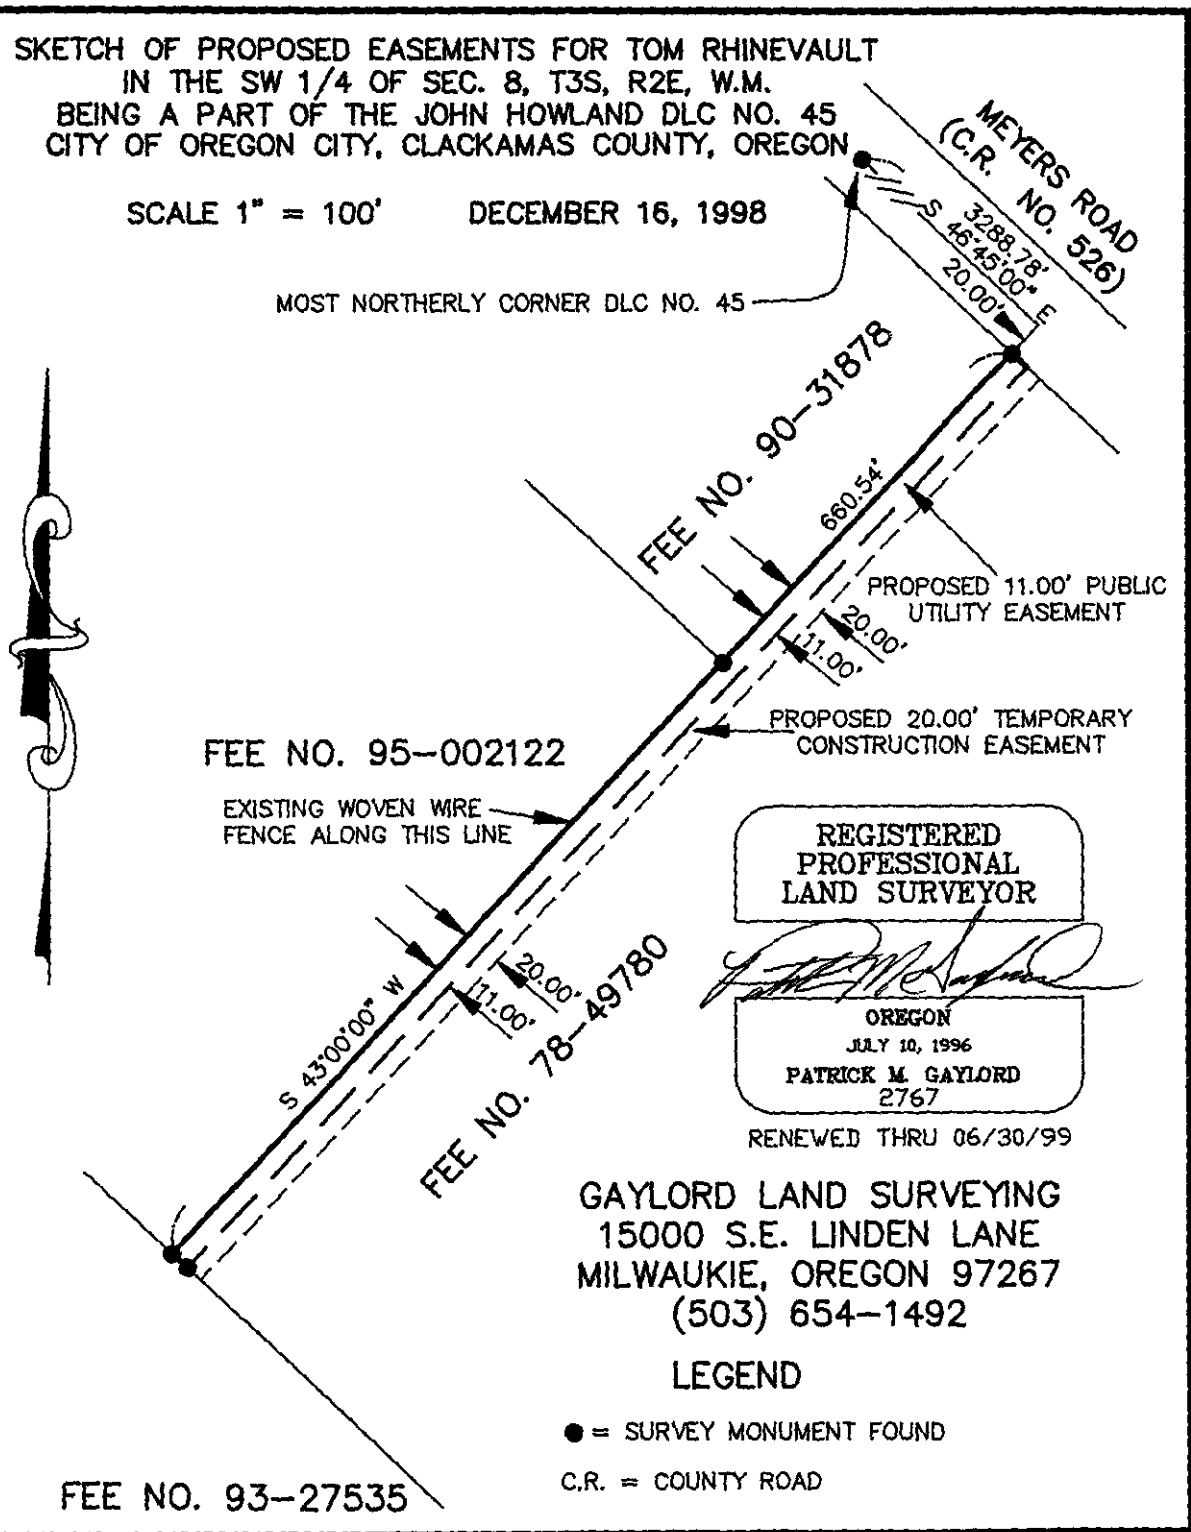 SKETCH OF PROPOSED EASEMENTS FOR TOM RHINEVAULT
IN THE SW 1/4 OF SEC. 8, T3S, R2E, W.M.
BEING A PART OF THE JOHN HOWLAND DLC NO. 45
CITY OF OREGON CITY, CLACKAMAS COUNTY, OREGON
SCALE 1" = 100' DECEMBER 16, 1998
MEYERS ROAD
(C.R. NO. 526)
3288.78'
S 46°45'00" E
20.00'
MOST NORTHERLY CORNER DLC NO. 45
FEE NO. 90-31878
660.54'
PROPOSED 11.00' PUBLIC
UTILITY EASEMENT
20.00'
11.00'
PROPOSED 20.00' TEMPORARY
CONSTRUCTION EASEMENT
FEE NO. 95-002122
EXISTING WOVEN WIRE
FENCE ALONG THIS LINE
20.00'
11.00'
S 43°00'00" W
FEE NO. 78-49780
REGISTERED
PROFESSIONAL
LAND SURVEYOR
Patrick M. Gaylord
OREGON
JULY 10, 1996
PATRICK M. GAYLORD
2767
RENEWED THRU 06/30/99
GAYLORD LAND SURVEYING
15000 S.E. LINDEN LANE
MILWAUKIE, OREGON 97267
(503) 654-1492
LEGEND
● = SURVEY MONUMENT FOUND
C.R. = COUNTY ROAD
FEE NO. 93-27535